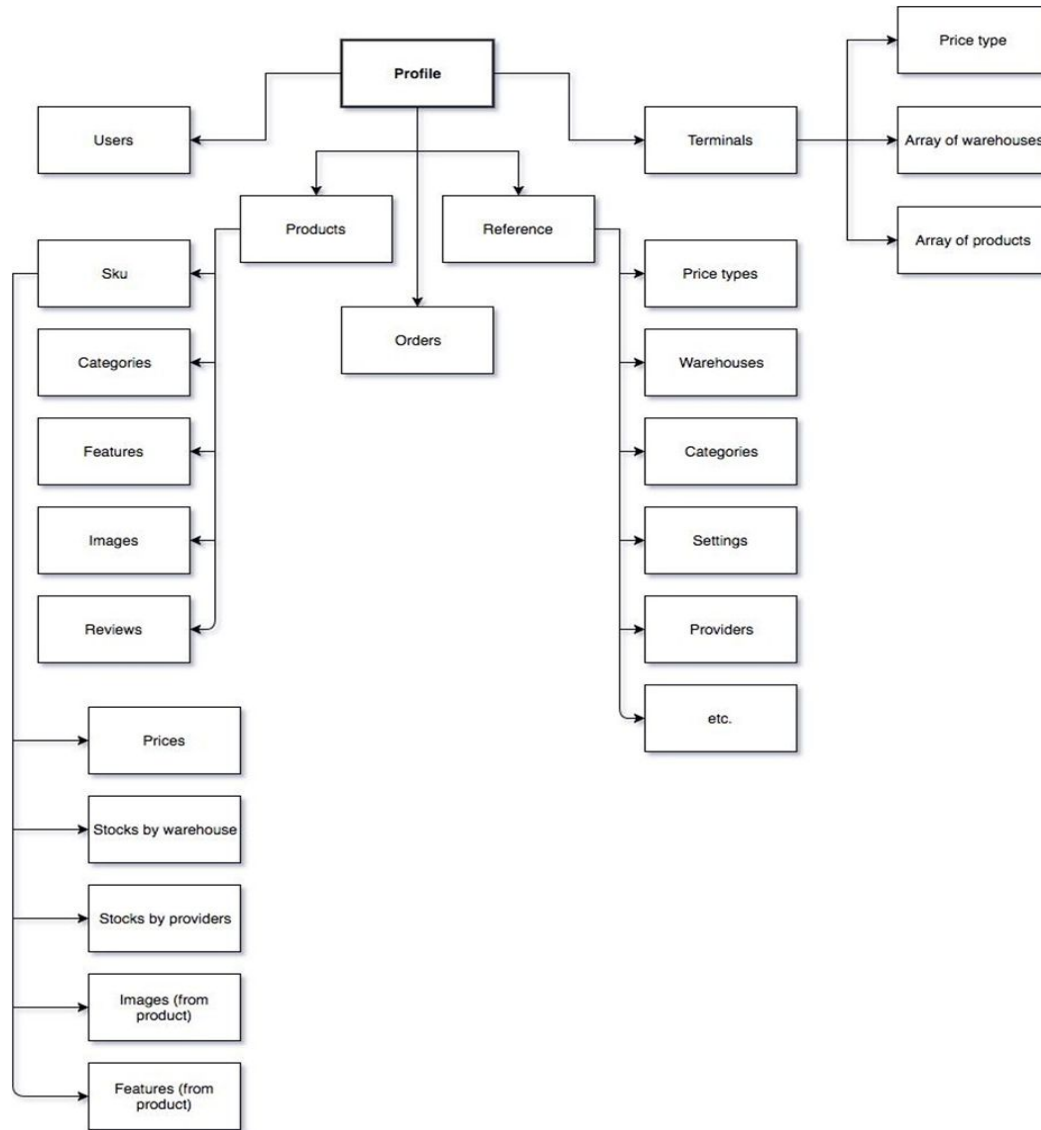 Profile
Price type
Users
Terminals
Array of warehouses
Products
Reference
Array of products
Sku
Price types
Orders
Categories
Warehouses
Features
Categories
Images
Settings
Reviews
Providers
etc.
Prices
Stocks by warehouse
Stocks by providers
Images (from
product)
Features (from
product)